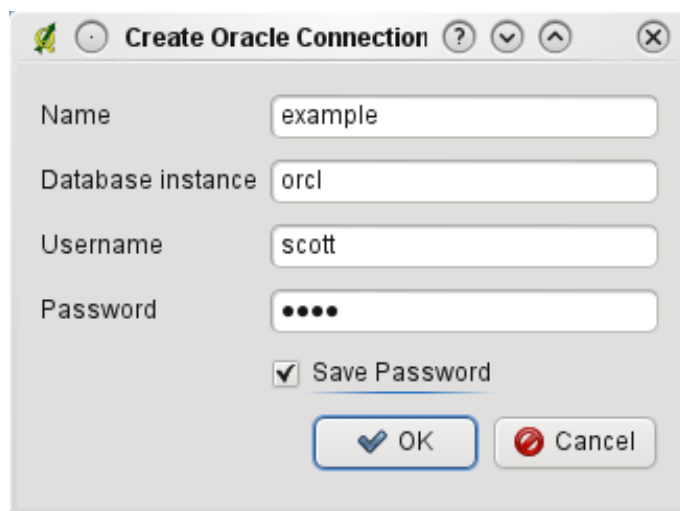 Create Oracle Connection
Name example
Database instance orcl
Username scott
Password ••••
Save Password
OK Cancel